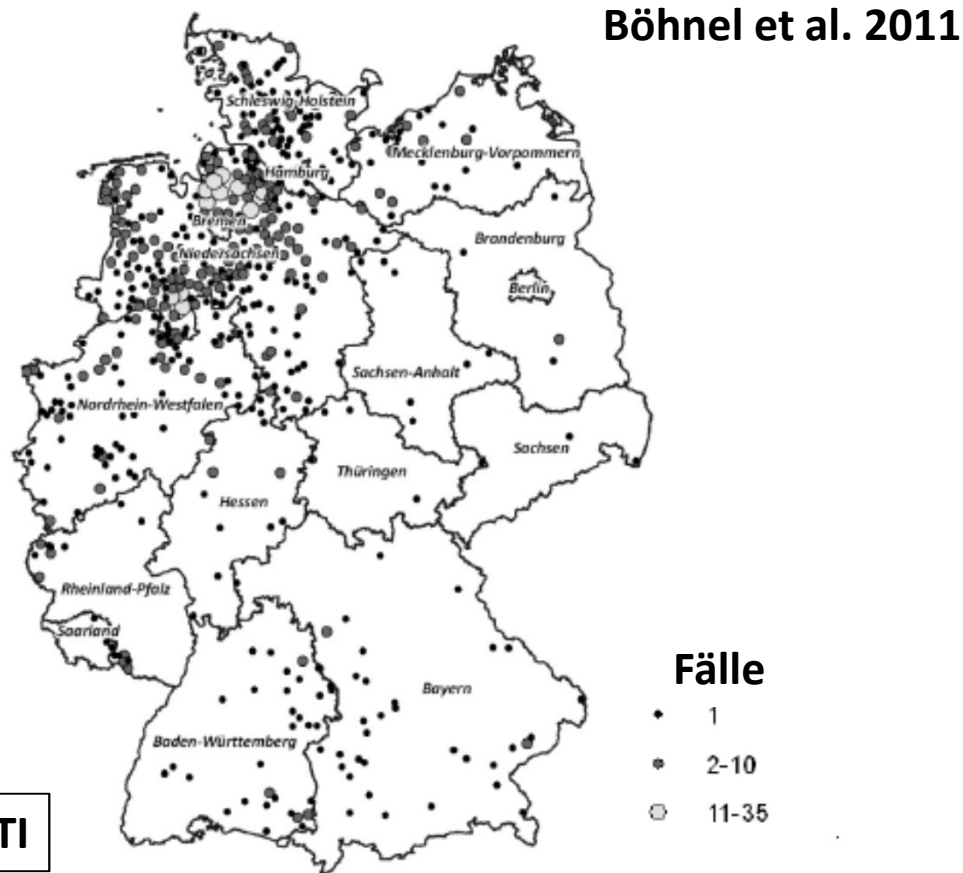 Böhnel et al. 2011
Schleswig-Holstein
Mecklenburg-Vorpommern
Hamburg
Bremen
Brandenburg
Niedersachsen
Berlin
Sachsen-Anhalt
Nordrhein-Westfalen
Sachsen
Thüringen
Hessen
Rheinland-Pfalz
Saarland
Fälle
Bayern
1
Baden-Württemberg
2-10
11-35
TI